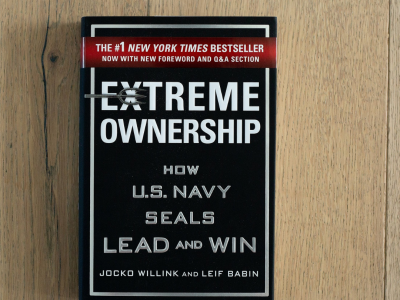 THE #1 NEW YORK TIMES BESTSELLER
NOW WITH NEW FOREWORD AND Q&A SECTION
EXTREME
OWNERSHIP
HOW
U.S. NAVY
SEALS
LEAD AND WIN
JOCKO WILLINK AND LEIF BABIN